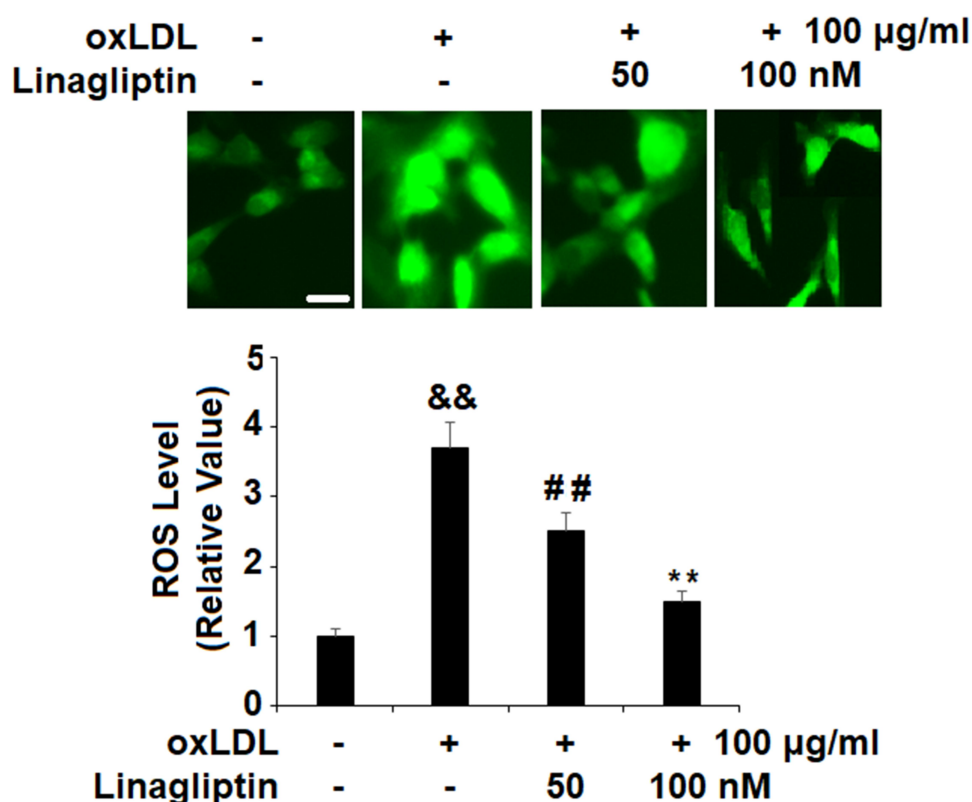 oxLDL - + + + 100 µg/ml
Linagliptin - - 50 100 nM
5
&&
4
##
3
2
**
1
0
ROS Level
(Relative Value)
oxLDL - + + + 100 µg/ml
Linagliptin - - 50 100 nM